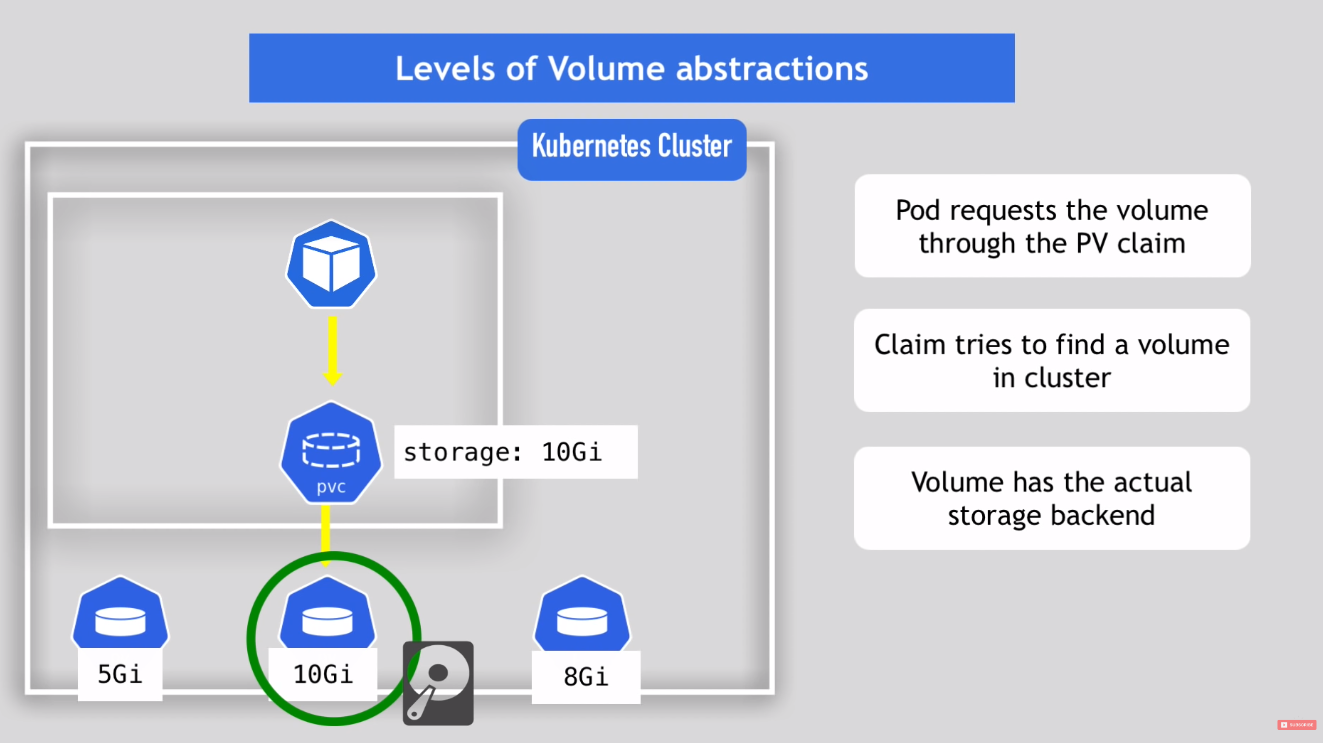 Levels of Volume abstractions
Kubernetes Cluster
Pod requests the volume
through the PV claim
Claim tries to find a volume
in cluster
storage: 10Gi
pvc
Volume has the actual
storage backend
5Gi
10Gi
8Gi
SUBSCRIBE